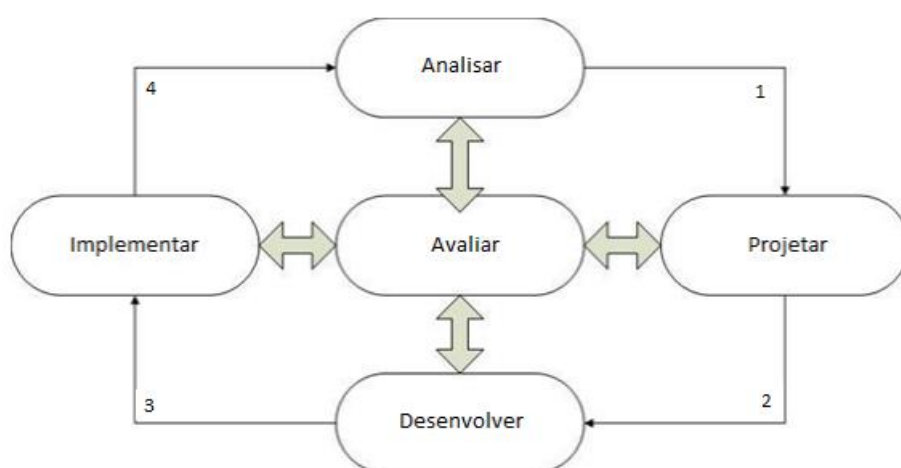 Analisar
4
1
Implementar
Avaliar
Projetar
3
2
Desenvolver